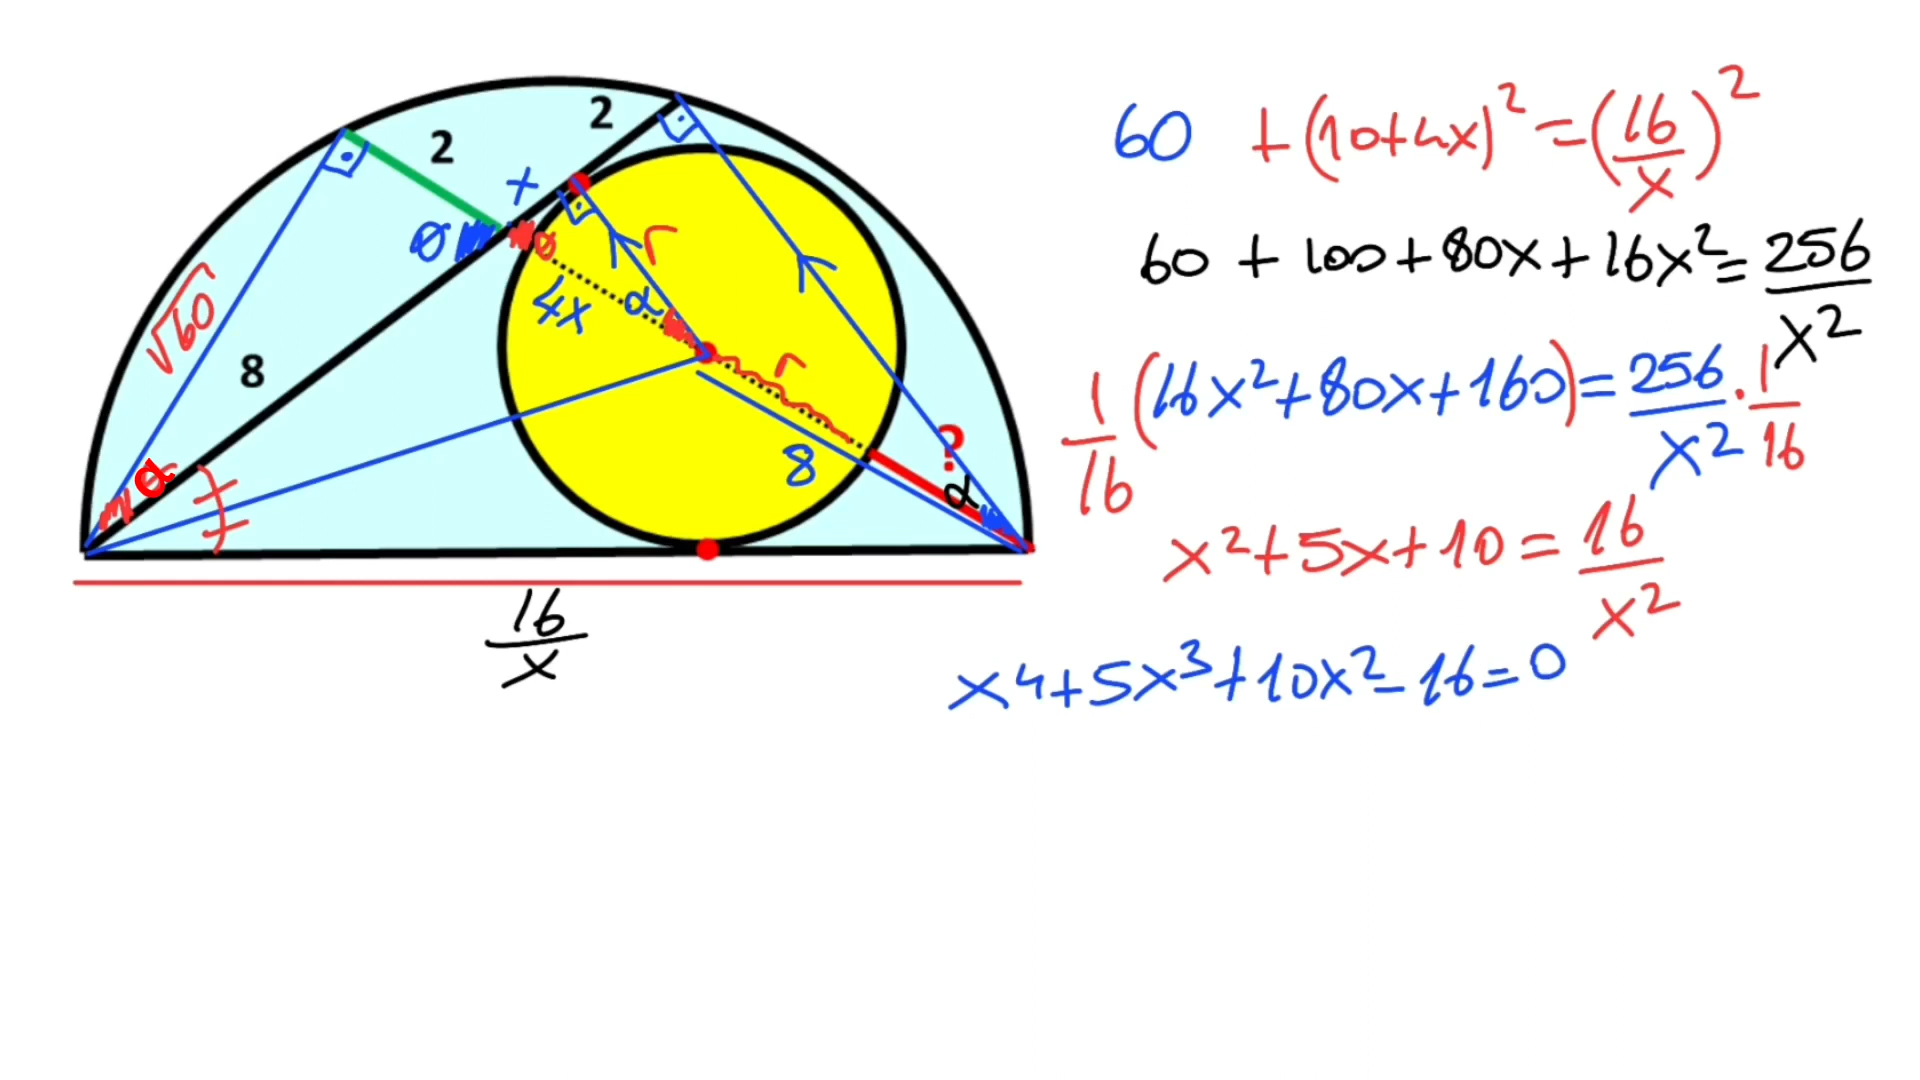 2
2
x
θ
θ
r
4x
α
√60
8
r
α
8
?
α
16/x
60 + (10+4x)² = (16/x)²
60 + 100 + 80x + 16x² = 256/x²
1/16 (16x² + 80x + 160) = 256/x² · 1/16
x² + 5x + 10 = 16/x²
x⁴ + 5x³ + 10x² - 16 = 0